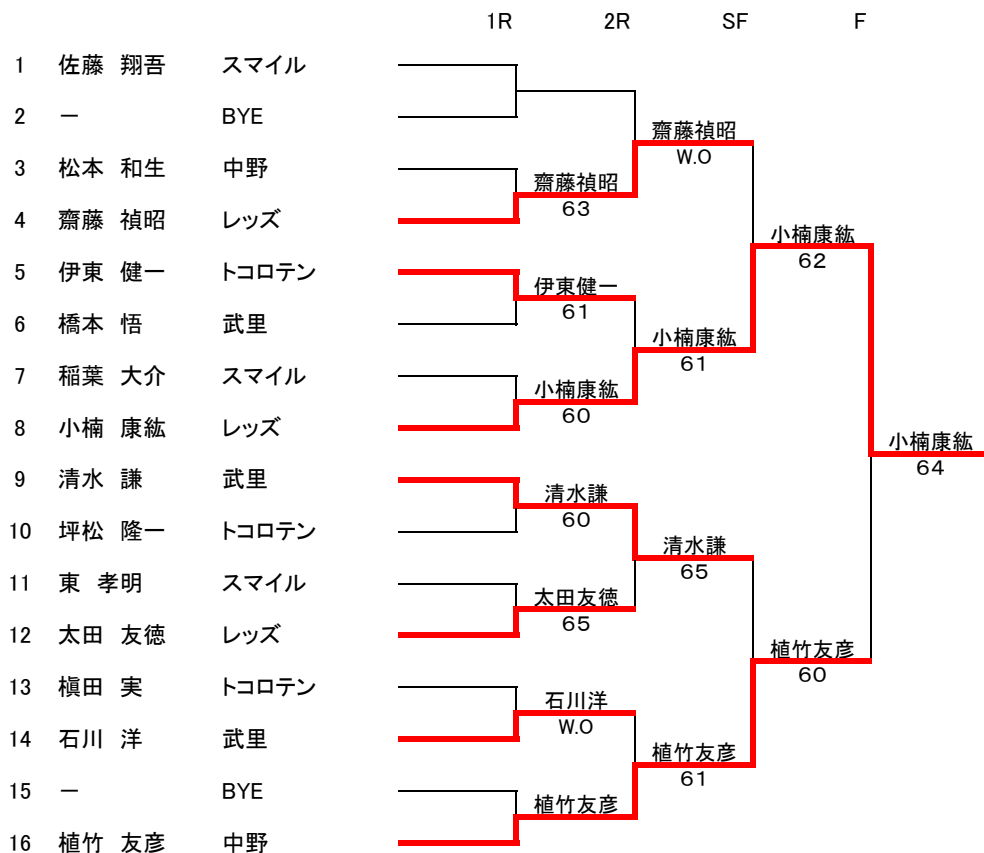 1R 2R SF F
1 佐藤 翔吾 スマイル
2 － BYE
齋藤禎昭
W.O
3 松本 和生 中野
齋藤禎昭
63
4 齋藤 禎昭 レッズ
小楠康紘
62
5 伊東 健一 トコロテン
伊東健一
61
6 橋本 悟 武里
小楠康紘
61
7 稲葉 大介 スマイル
小楠康紘
60
8 小楠 康紘 レッズ
小楠康紘
64
9 清水 謙 武里
清水謙
60
10 坪松 隆一 トコロテン
清水謙
65
11 東 孝明 スマイル
太田友徳
65
12 太田 友徳 レッズ
植竹友彦
60
13 槇田 実 トコロテン
石川洋
W.O
14 石川 洋 武里
植竹友彦
61
15 － BYE
植竹友彦
16 植竹 友彦 中野